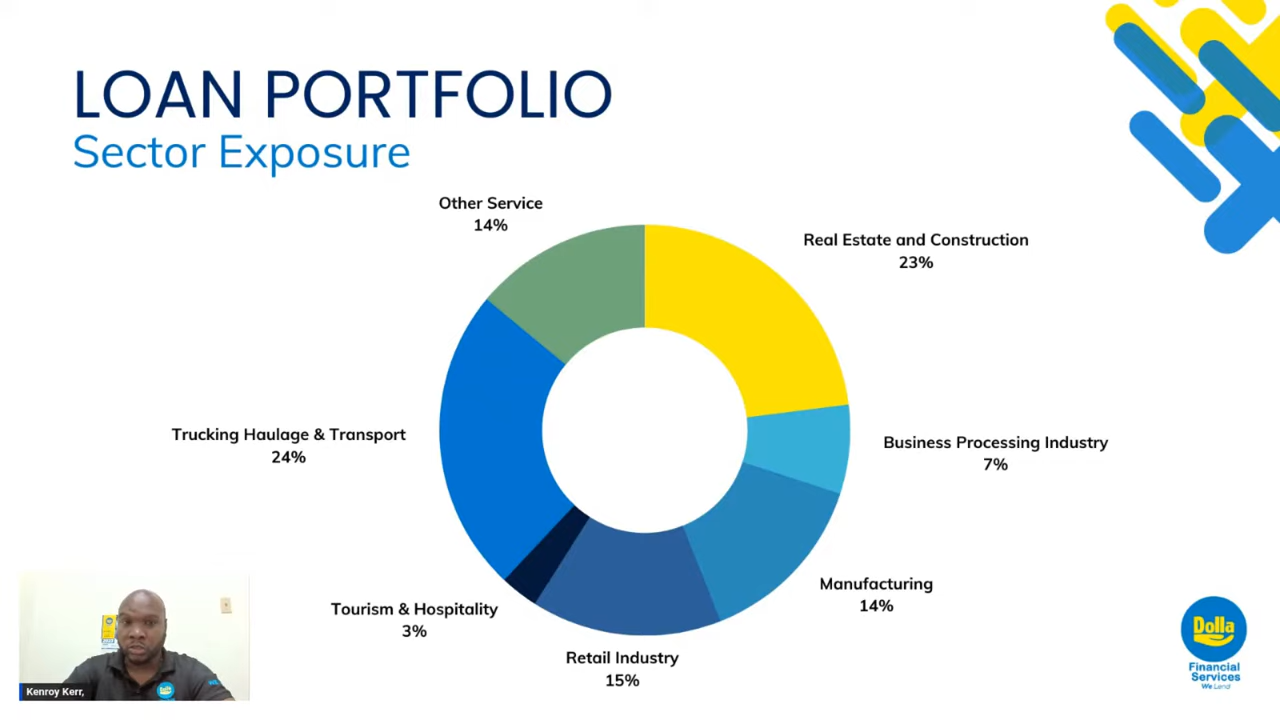 LOAN PORTFOLIO
Sector Exposure
Other Service
14%
Real Estate and Construction
23%
Trucking Haulage & Transport
24%
Business Processing Industry
7%
Manufacturing
14%
Tourism & Hospitality
3%
Retail Industry
15%
Kenroy Kerr,
Dolla
Financial
Services
We Lend